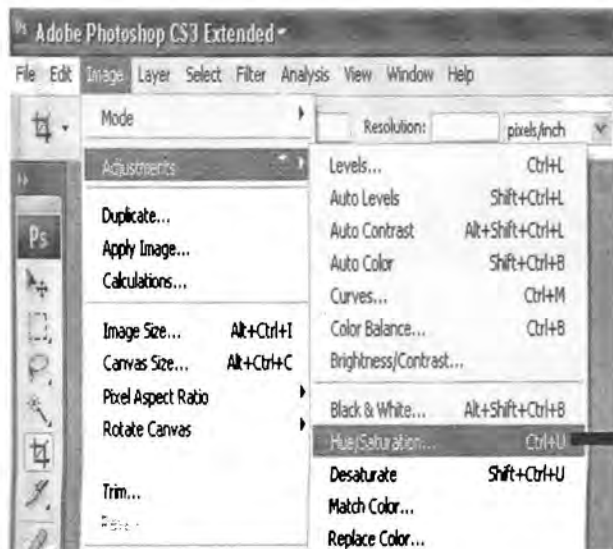 Ps Adobe Photoshop CS3 Extended
File Edit Image Layer Select Filter Analysis View Window Help
Resolution: pixels/inch
Mode
Adjustments
Duplicate...
Apply Image...
Calculations...
Image Size... Alt+Ctrl+I
Canvas Size... Alt+Ctrl+C
Pixel Aspect Ratio
Rotate Canvas
Trim...
Ps
Levels... Ctrl+L
Auto Levels Shift+Ctrl+L
Auto Contrast Alt+Shift+Ctrl+L
Auto Color Shift+Ctrl+B
Curves... Ctrl+M
Color Balance... Ctrl+B
Brightness/Contrast...
Black & White... Alt+Shift+Ctrl+B
Hue/Saturation... Ctrl+U
Desaturate Shift+Ctrl+U
Match Color...
Replace Color...